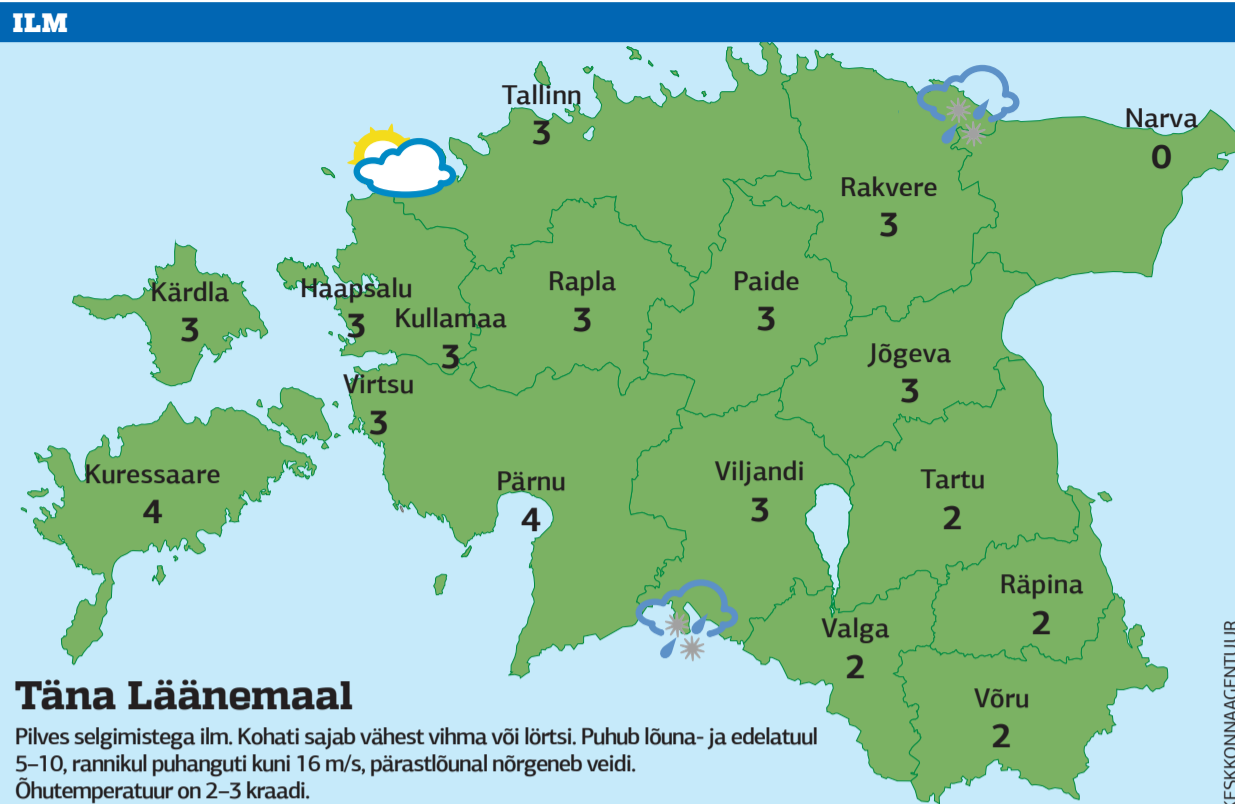 ILM
Tallinn
3
Narva
0
Rakvere
3
Kärdla
3
Haapsalu
3
Kullamaa
3
Rapla
3
Paide
3
Jõgeva
3
Virtsu
3
Kuressaare
4
Pärnu
4
Viljandi
3
Tartu
2
Räpina
2
Valga
2
Võru
2
Täna Läänemaal
Pilves selgimistega ilm. Kohati sajab vähest vihma või lörtsi. Puhub lõuna- ja edelatuul
5–10, rannikul puhanguti kuni 16 m/s, pärastlõunal nõrgeneb veidi.
Õhutemperatuur on 2–3 kraadi.
KESKKONNAAGENTUUR